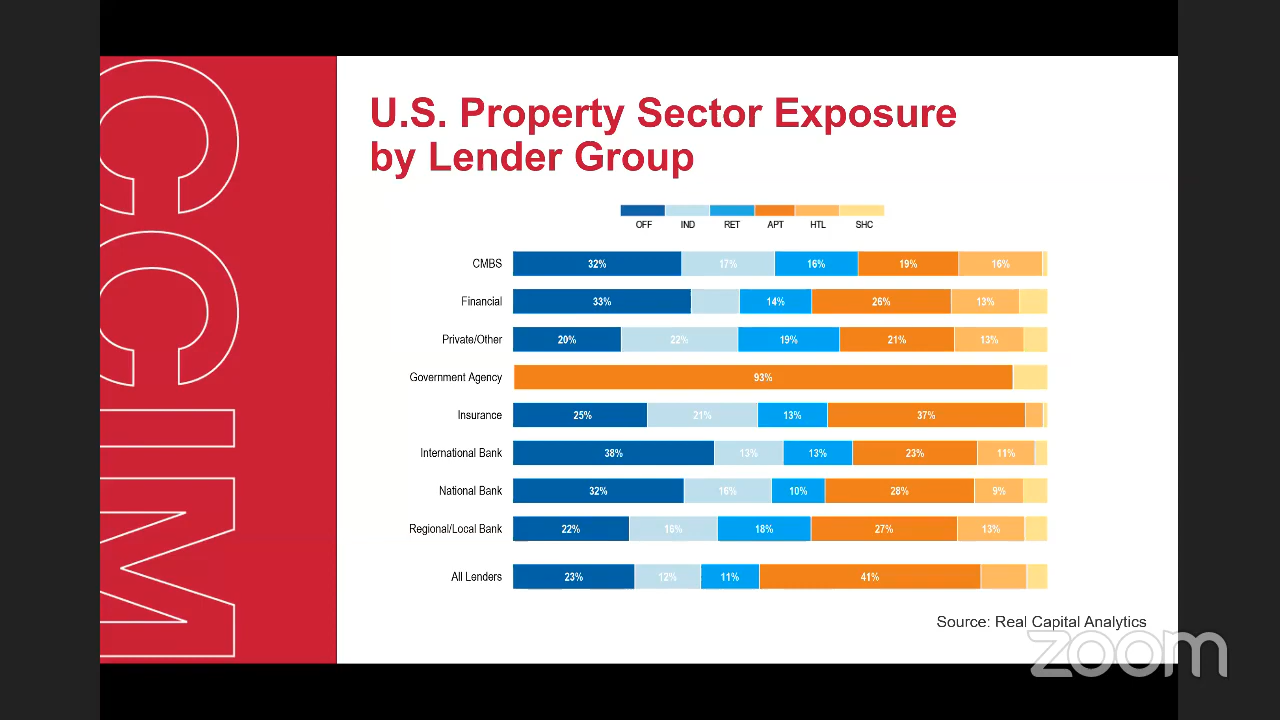 CCIM
U.S. Property Sector Exposure
by Lender Group
OFF IND RET APT HTL SHC
CMBS 32% 17% 16% 19% 16%
Financial 33% 14% 26% 13%
Private/Other 20% 22% 19% 21% 13%
Government Agency 93%
Insurance 25% 21% 13% 37%
International Bank 38% 13% 13% 23% 11%
National Bank 32% 16% 10% 28% 9%
Regional/Local Bank 22% 16% 18% 27% 13%
All Lenders 23% 12% 11% 41%
Source: Real Capital Analytics
zoom